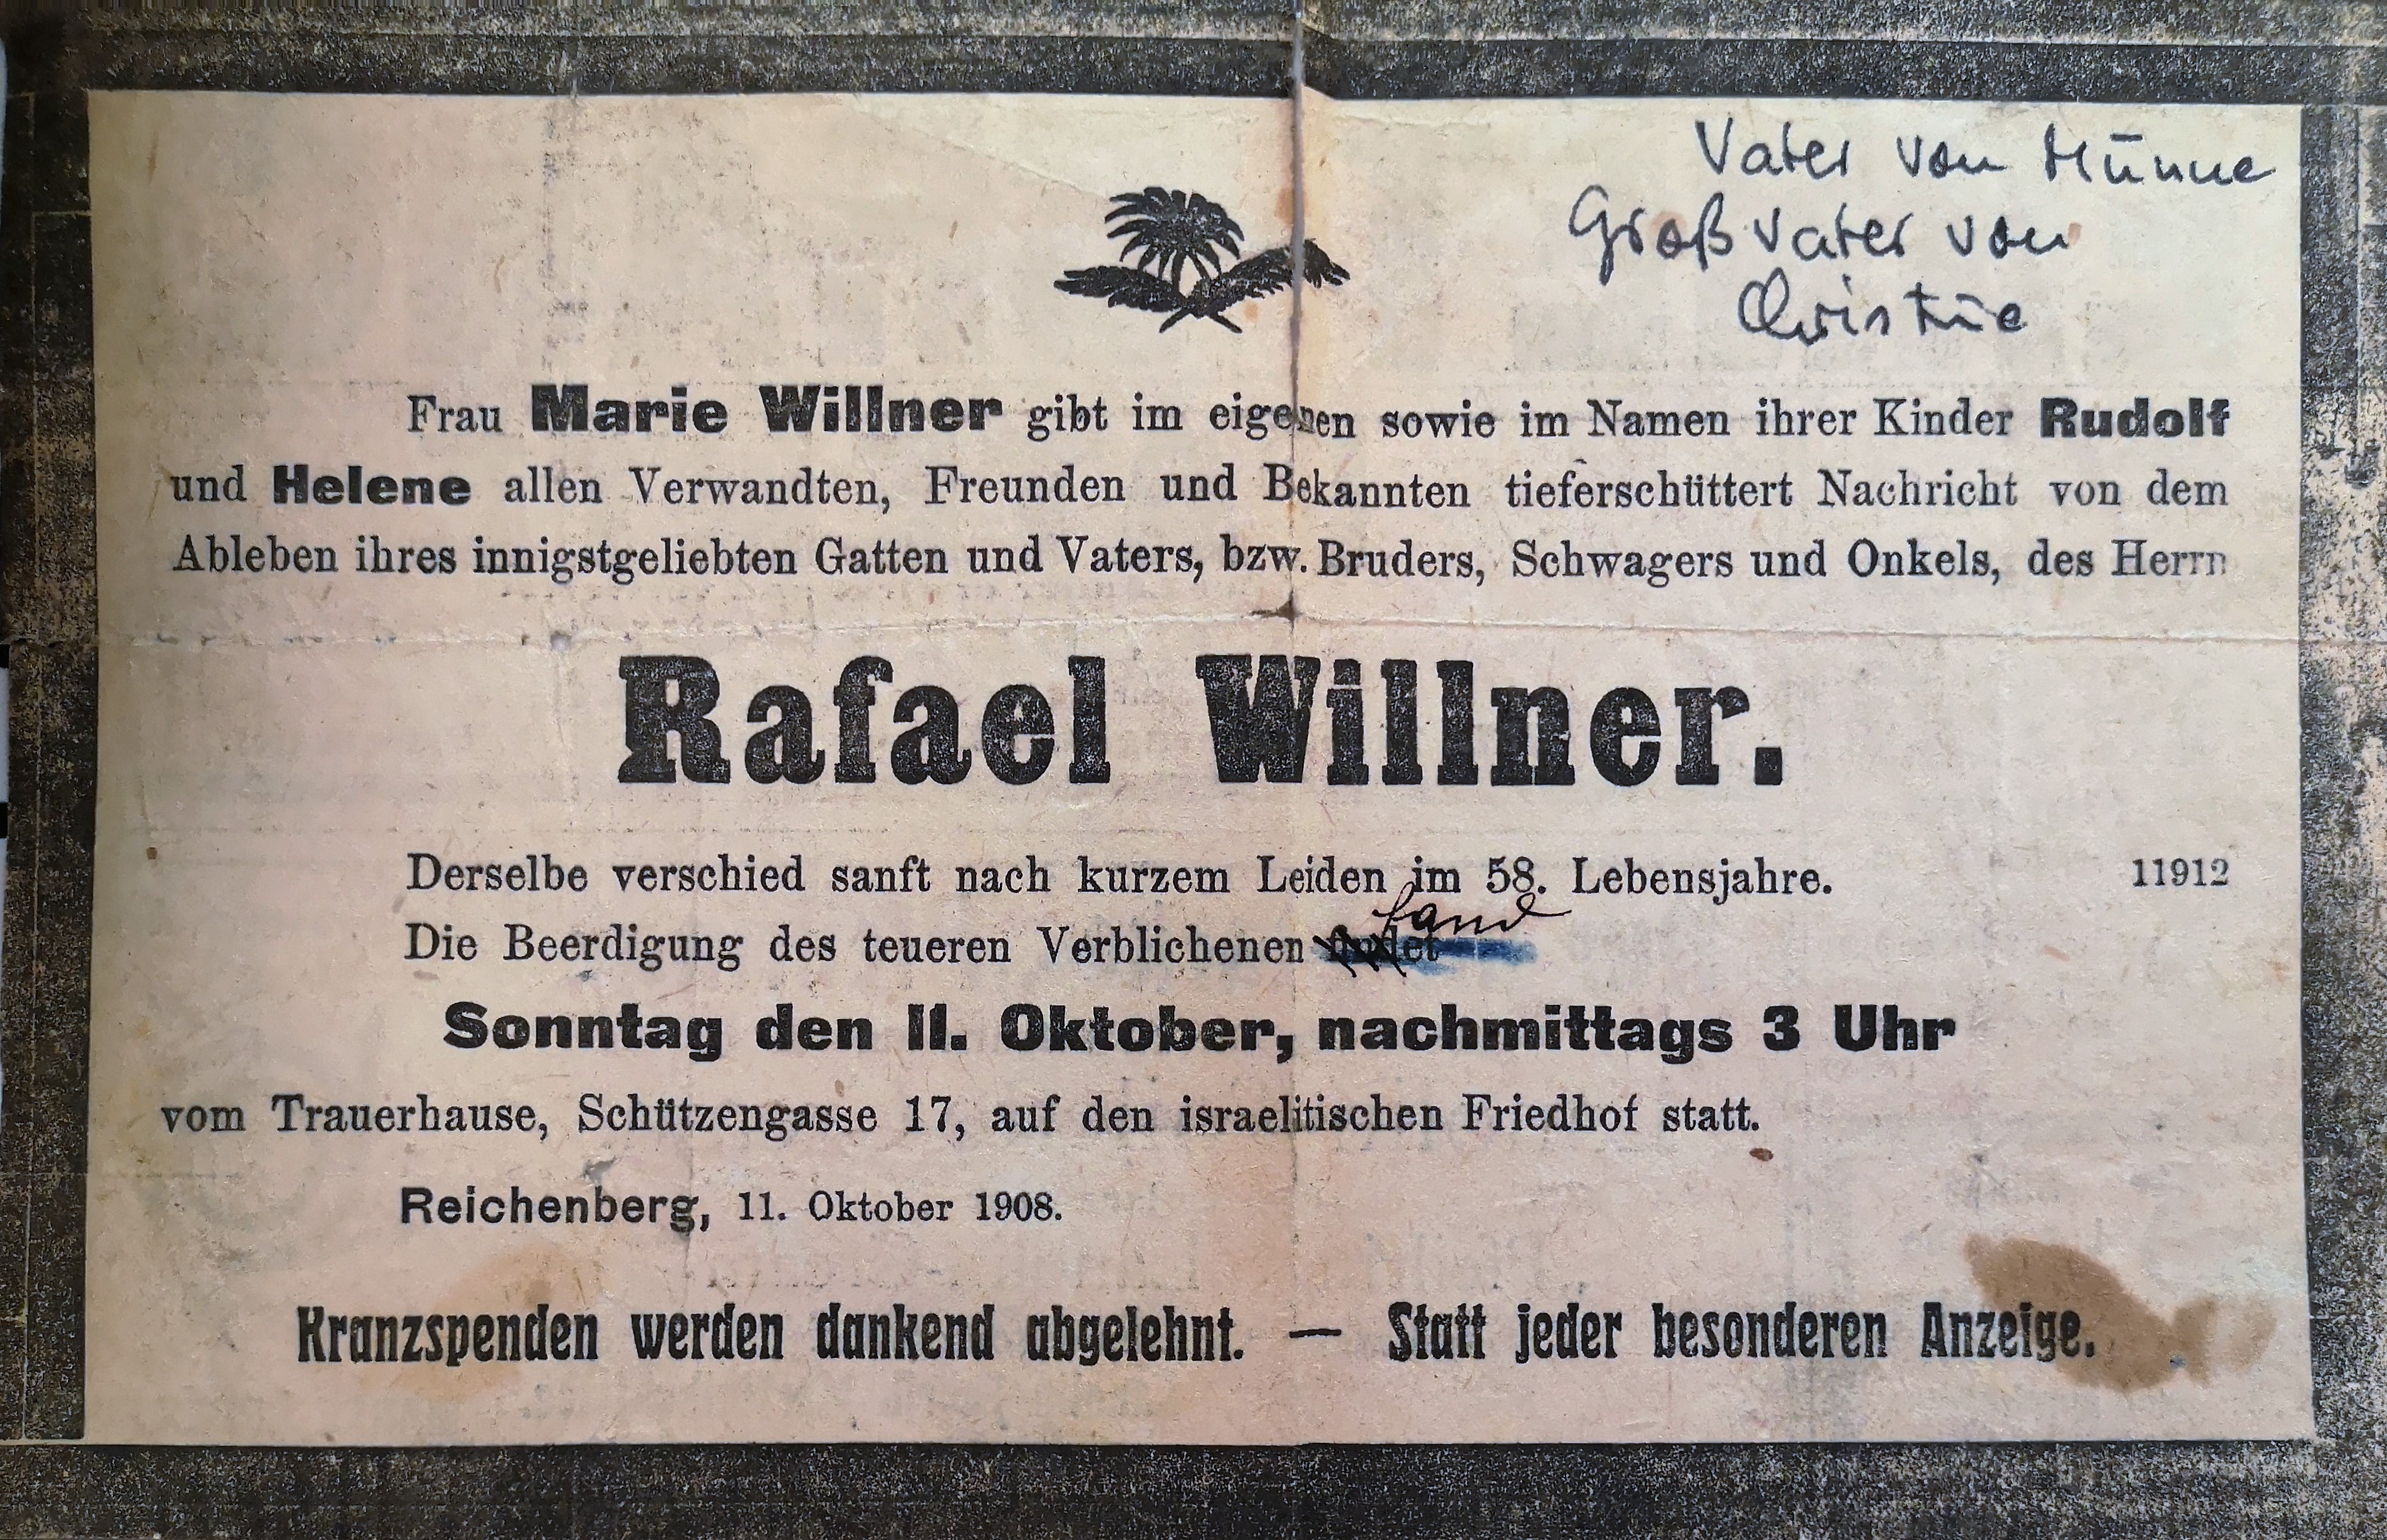 Vater von
Großvater von
Christine
Frau Marie Willner gibt im eigenen sowie im Namen ihrer Kinder Rudolf
und Helene allen Verwandten, Freunden und Bekannten tieferschüttert Nachricht von dem
Ableben ihres innigstgeliebten Gatten und Vaters, bzw. Bruders, Schwagers und Onkels, des Herrn
Rafael Willner.
Derselbe verschied sanft nach kurzem Leiden im 58. Lebensjahre. 11912
fand
Die Beerdigung des teueren Verblichenen findet
Sonntag den 11. Oktober, nachmittags 3 Uhr
vom Trauerhause, Schützengasse 17, auf den israelitischen Friedhof statt.
Reichenberg, 11. Oktober 1908.
Kranzspenden werden dankend abgelehnt. — Statt jeder besonderen Anzeige.